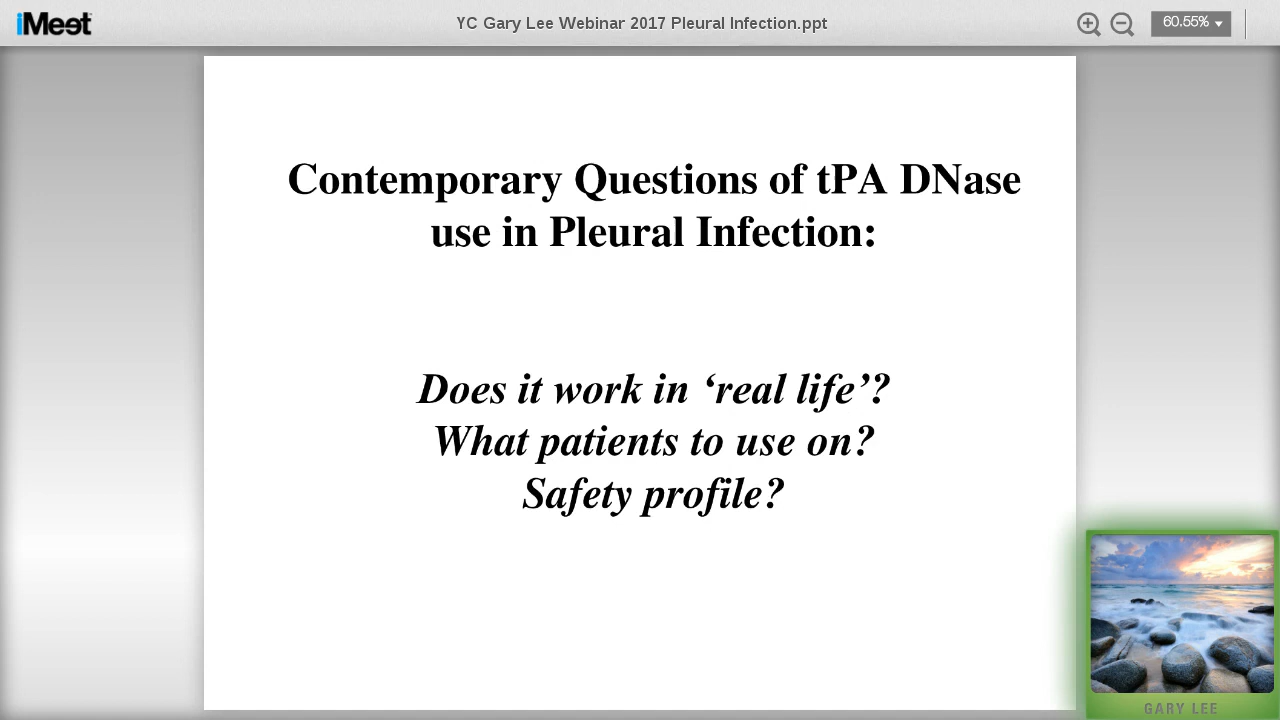 iMeet
YC Gary Lee Webinar 2017 Pleural Infection.ppt
60.55%
Contemporary Questions of tPA DNase
use in Pleural Infection:
Does it work in ‘real life’?
What patients to use on?
Safety profile?
GARY LEE